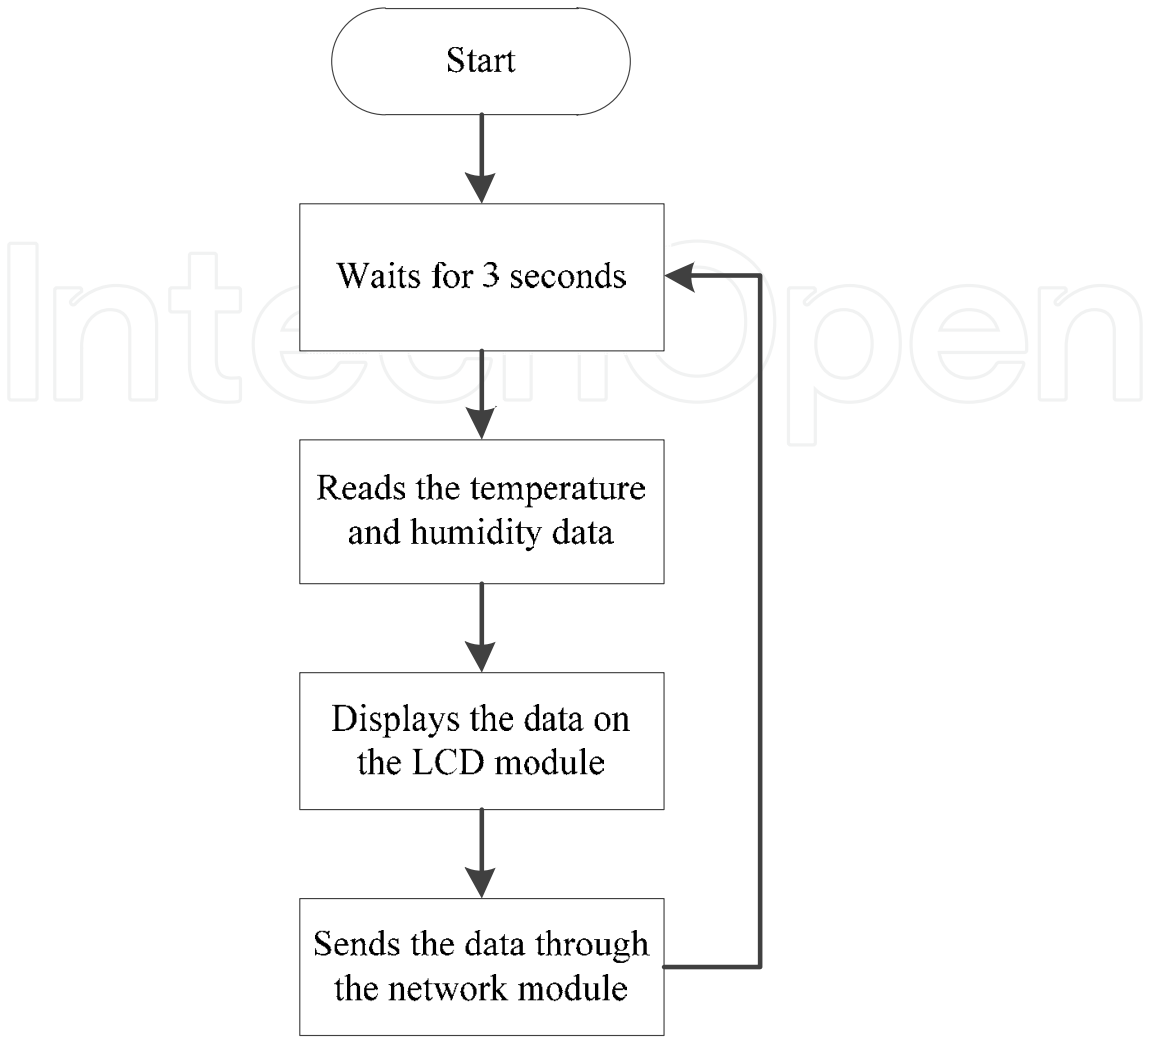 Start
Waits for 3 seconds
IntechOpen
Reads the temperature
and humidity data
Displays the data on
the LCD module
Sends the data through
the network module